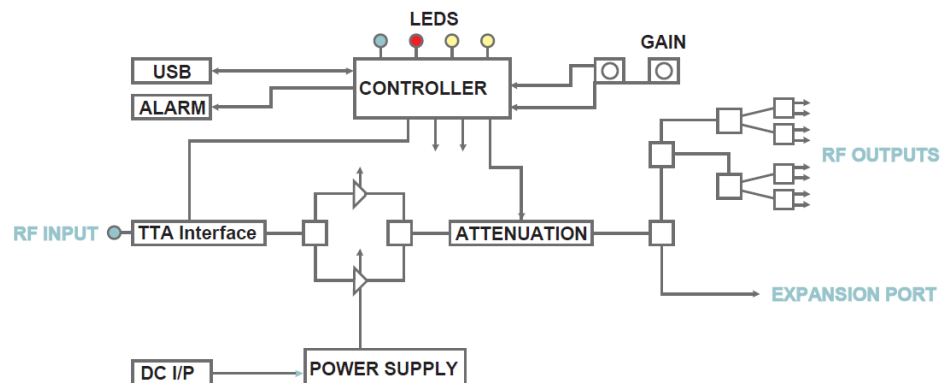 LEDS
GAIN
USB
CONTROLLER
ALARM
RF OUTPUTS
RF INPUT
TTA Interface
ATTENUATION
EXPANSION PORT
POWER SUPPLY
DC I/P